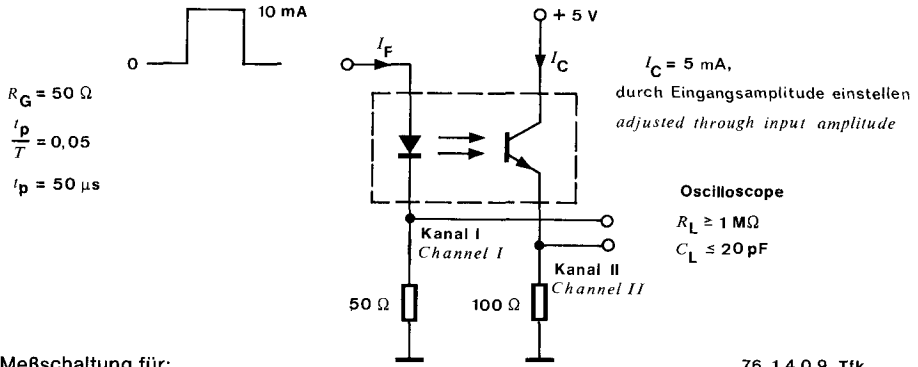 10 mA
0
R_G = 50 Ω
t_p/T = 0,05
t_p = 50 µs
I_F
+ 5 V
I_C
I_C = 5 mA,
durch Eingangsamplitude einstellen
adjusted through input amplitude
Oscilloscope
R_L ≥ 1 MΩ
C_L ≤ 20 pF
Kanal I
Channel I
Kanal II
Channel II
50 Ω
100 Ω
Meßschaltung für:
76 1409 Tfk